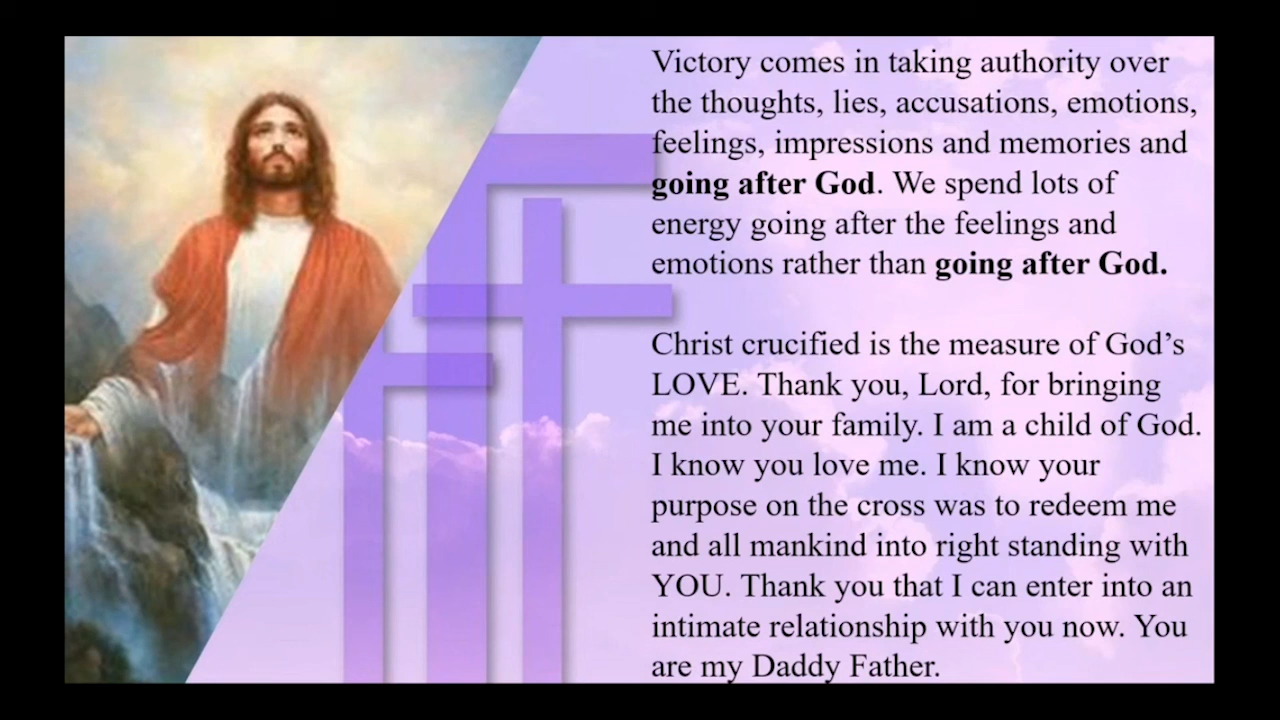 Victory comes in taking authority over
the thoughts, lies, accusations, emotions,
feelings, impressions and memories and
going after God. We spend lots of
energy going after the feelings and
emotions rather than going after God.
Christ crucified is the measure of God’s
LOVE. Thank you, Lord, for bringing
me into your family. I am a child of God.
I know you love me. I know your
purpose on the cross was to redeem me
and all mankind into right standing with
YOU. Thank you that I can enter into an
intimate relationship with you now. You
are my Daddy Father.